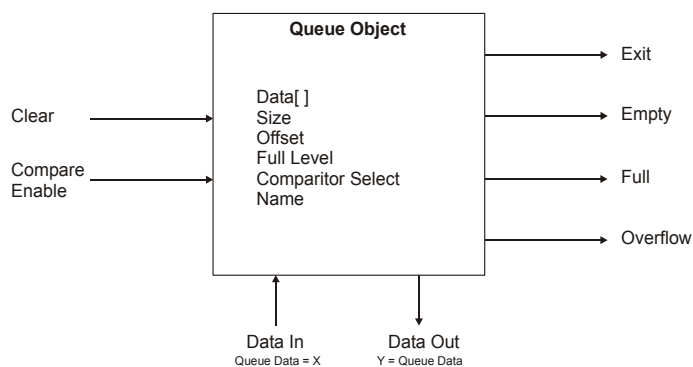 Queue Object
Data[ ]
Size
Offset
Full Level
Comparitor Select
Name
Clear
Compare
Enable
Exit
Empty
Full
Overflow
Data In
Queue Data = X
Data Out
Y = Queue Data